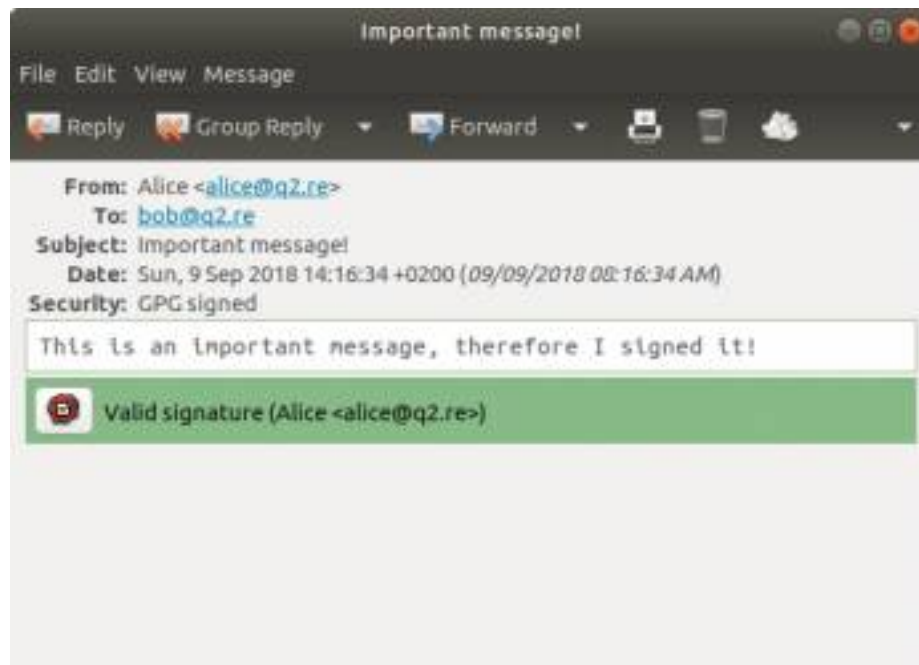 Important message!
File Edit View Message
Reply Group Reply Forward
From: Alice <alice@q2.re>
To: bob@q2.re
Subject: Important message!
Date: Sun, 9 Sep 2018 14:16:34 +0200 (09/09/2018 08:16:34 AM)
Security: GPG signed
This is an important message, therefore I signed it!
Valid signature (Alice <alice@q2.re>)